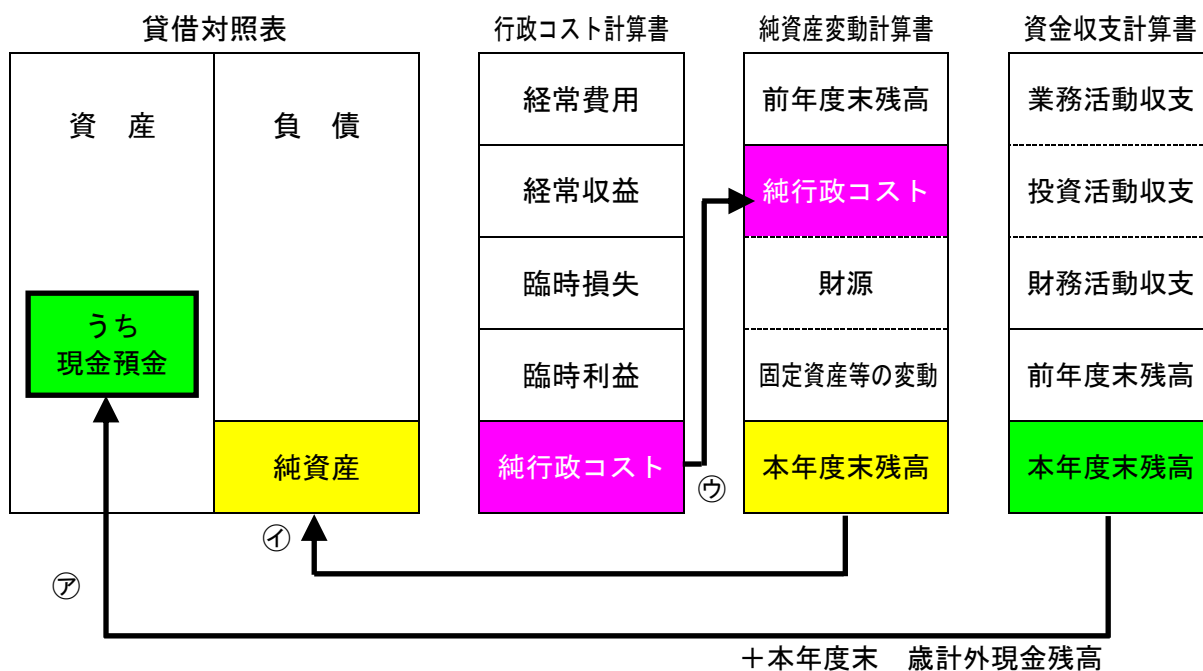 貸借対照表
資　産
負　債
うち
現金預金
純資産
行政コスト計算書
経常費用
経常収益
臨時損失
臨時利益
純行政コスト
純資産変動計算書
前年度末残高
純行政コスト
財源
固定資産等の変動
本年度末残高
資金収支計算書
業務活動収支
投資活動収支
財務活動収支
前年度末残高
本年度末残高
㋒
㋑
㋐
＋本年度末　歳計外現金残高